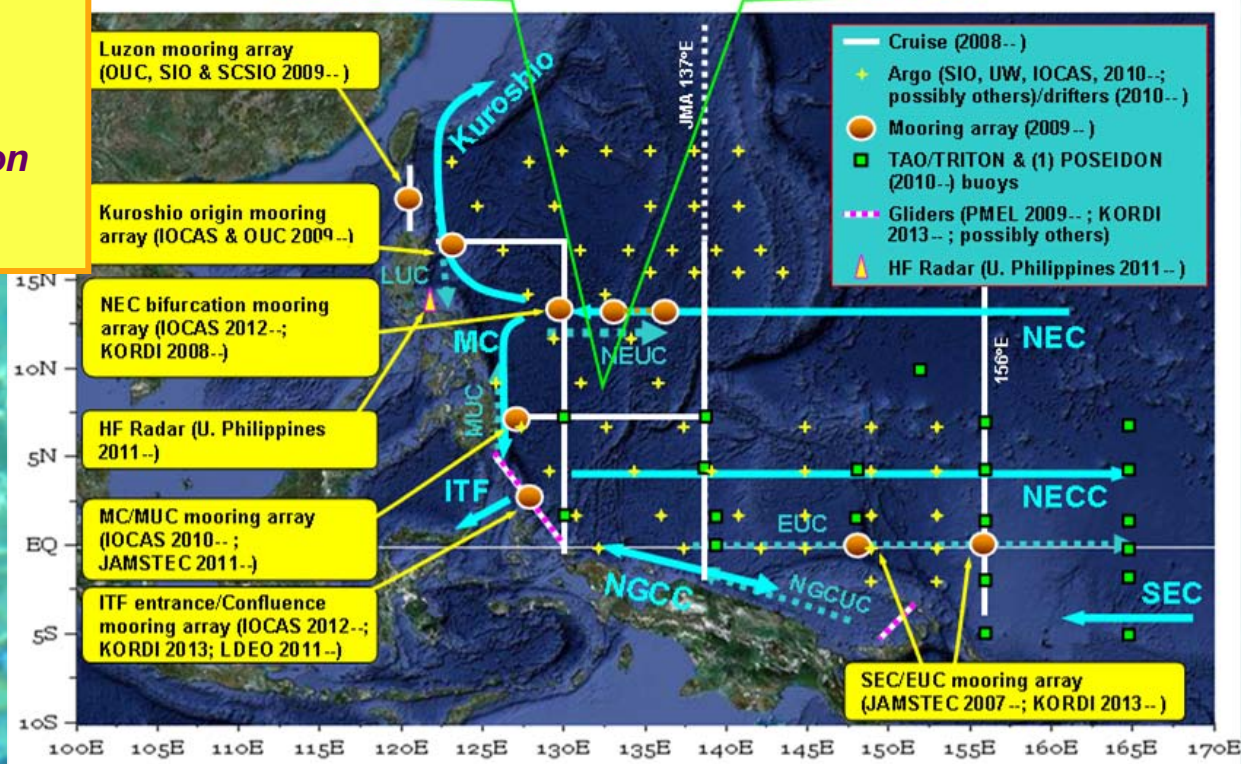 on
Luzon mooring array
(OUC, SIO & SCSIO 2009--)
Kuroshio origin mooring
array (IOCAS & OUC 2009--)
NEC bifurcation mooring
array (IOCAS 2012--;
KORDI 2008--)
HF Radar (U. Philippines
2011--)
MC/MUC mooring array
(IOCAS 2010-- ;
JAMSTEC 2011--)
ITF entrance/Confluence
mooring array (IOCAS 2012--;
KORDI 2013; LDEO 2011--)
Kuroshio
JMA 137°E
Cruise (2008-- )
Argo (SIO, UW, IOCAS, 2010--;
possibly others)/drifters (2010-- )
Mooring array (2009-- )
TAO/TRITON & (1) POSEIDON
(2010--) buoys
Gliders (PMEL 2009-- ; KORDI
2013-- ; possibly others)
HF Radar (U. Philippines 2011-- )
LUC
MC
NEUC
NEC
156°E
MUC
ITF
NECC
EUC
NGCC
NGCUC
SEC
SEC/EUC mooring array
(JAMSTEC 2007--; KORDI 2013-- )
15N
10N
5N
EQ
5S
10S
100E 105E 110E 115E 120E 125E 130E 135E 140E 145E 150E 155E 160E 165E 170E